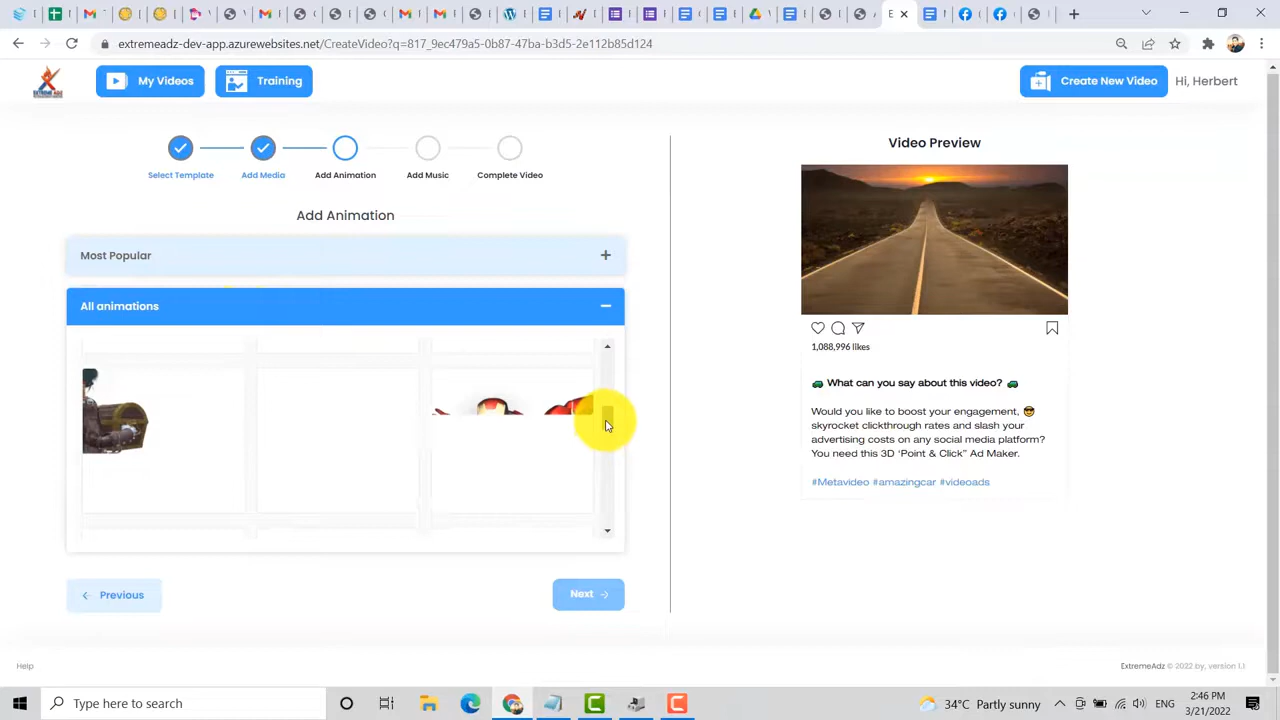 E
extremeadz-dev-app.azurewebsites.net/CreateVideo?q=817_9ec479a5-0b87-47ba-b3d5-2e112b85d124
EXTREME ADZ
My Videos
Training
Create New Video
Hi, Herbert
Select Template
Add Media
Add Animation
Add Music
Complete Video
Add Animation
Most Popular
All animations
Previous
Next
Video Preview
1,088,996 likes
🚙 What can you say about this video? 🚙
Would you like to boost your engagement, 😎
skyrocket clickthrough rates and slash your
advertising costs on any social media platform?
You need this 3D ‘Point & Click” Ad Maker.
#Metavideo #amazingcar #videoads
Help
ExtremeAdz © 2022 by, version 1.1
Type here to search
34°C Partly sunny
ENG
2:46 PM
3/21/2022